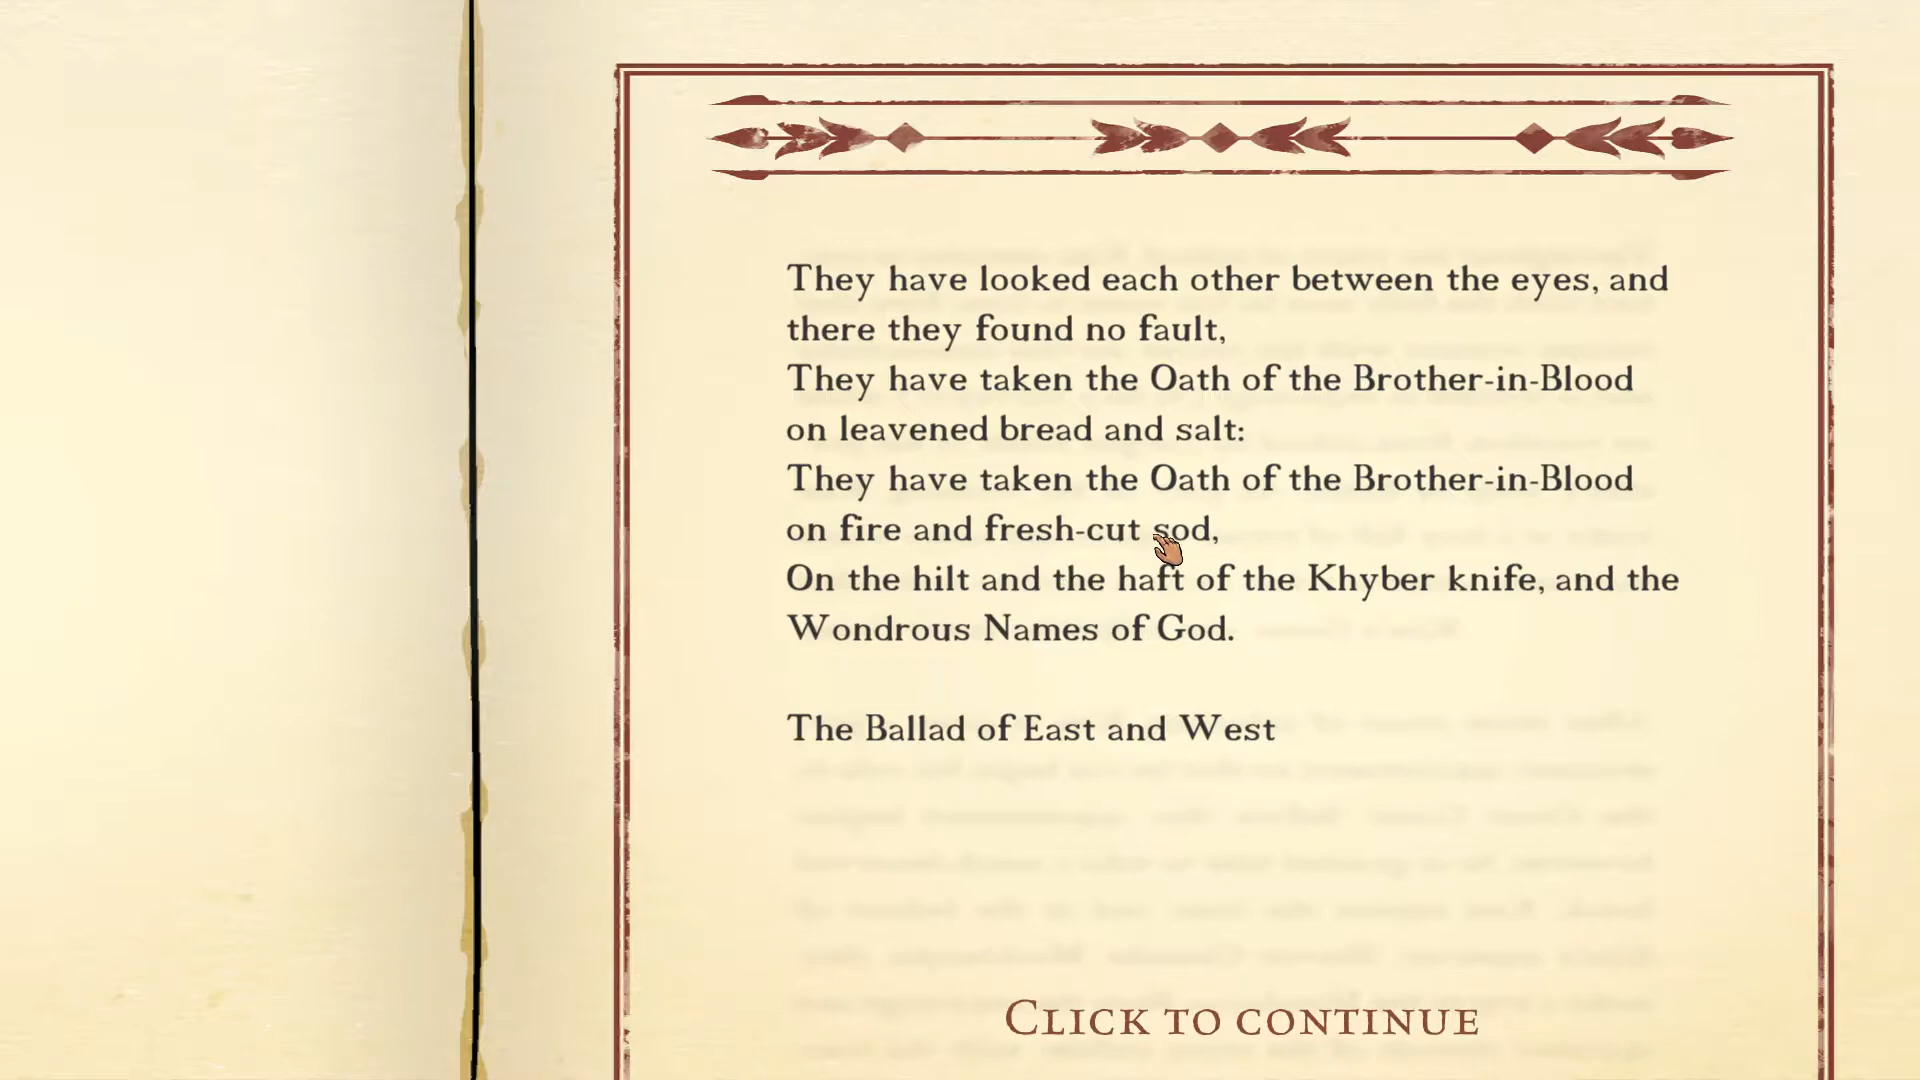 They have looked each other between the eyes, and
there they found no fault,
They have taken the Oath of the Brother-in-Blood
on leavened bread and salt:
They have taken the Oath of the Brother-in-Blood
on fire and fresh-cut sod,
On the hilt and the haft of the Khyber knife, and the
Wondrous Names of God.
The Ballad of East and West
CLICK TO CONTINUE